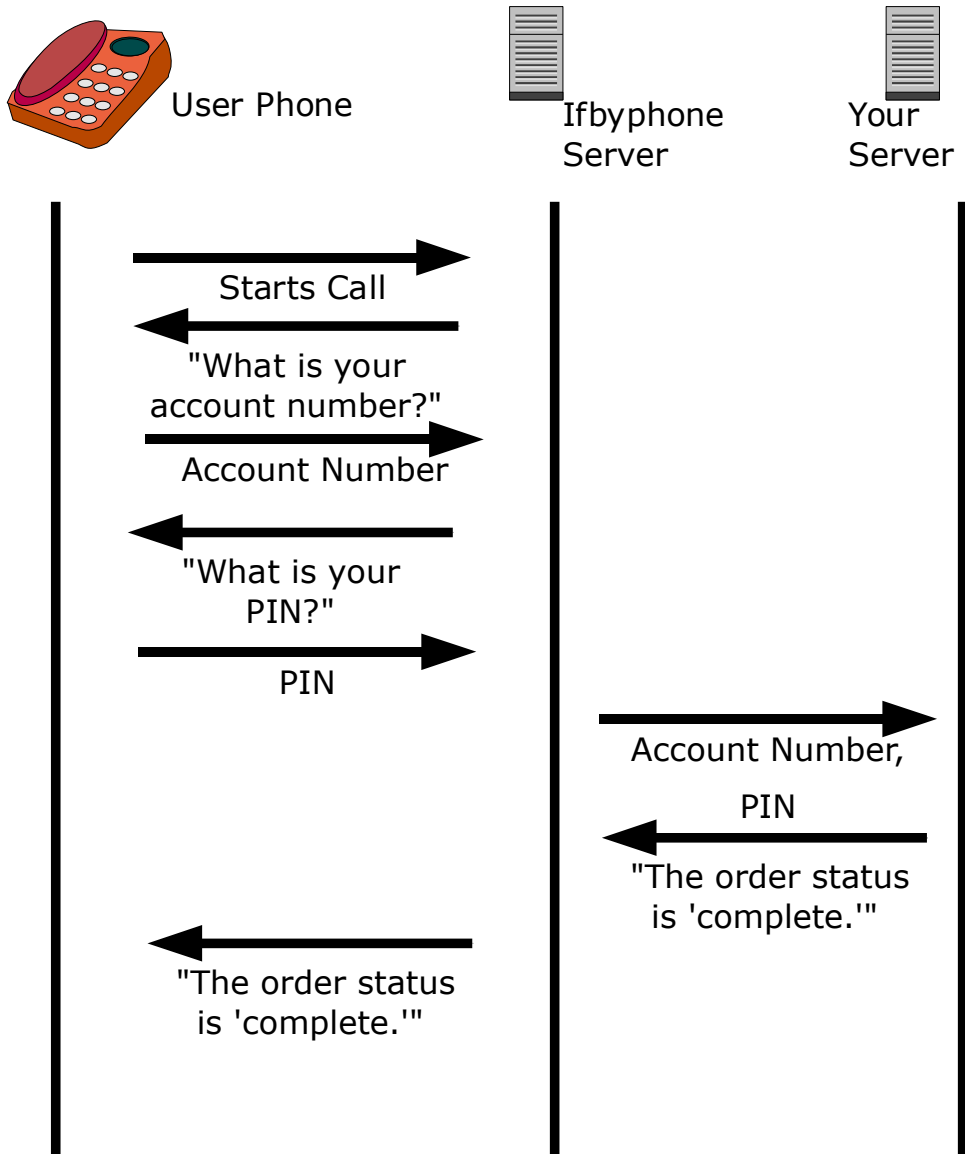 User Phone
Ifbyphone
Server
Your
Server
Starts Call
"What is your
account number?"
Account Number
"What is your
PIN?"
PIN
Account Number,
PIN
"The order status
is 'complete.'"
"The order status
is 'complete.'"